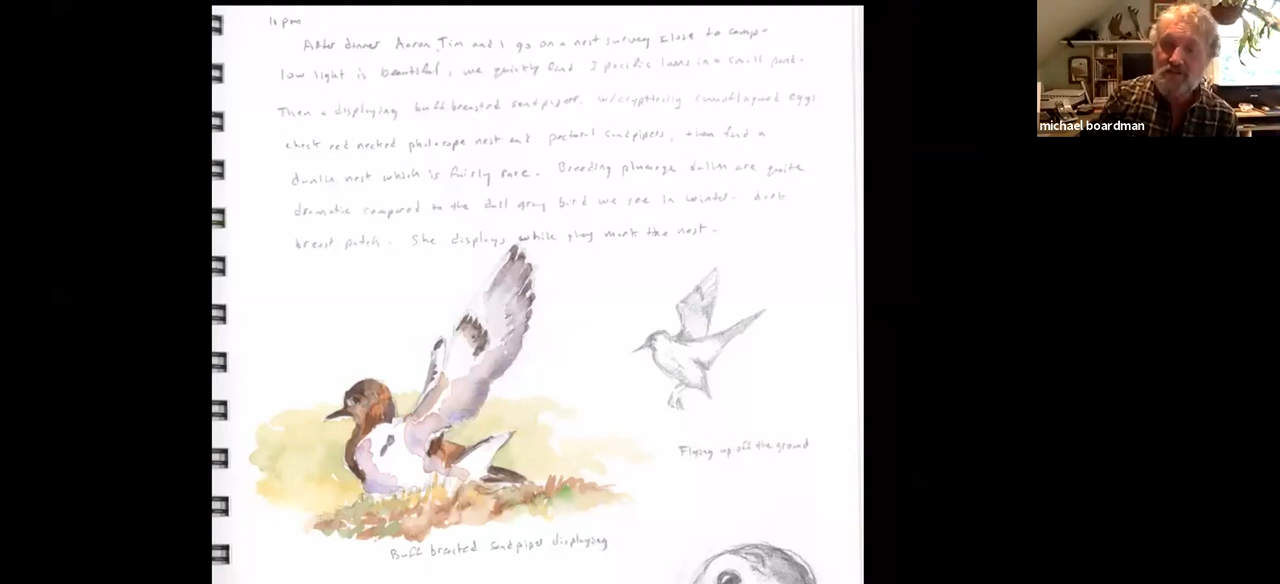 10 pm
After dinner Aaron, Tim and I go on a nest survey close to camp-
low light is beautiful, we quickly find 3 pacific loons in a small pond.
Then a displaying buff breasted sandpiper. w/cryptically camoflagued eggs
check red necked phalarope nest and pectoral sandpipers, then find a
dunlin nest which is fairly rare. Breeding plumage dunlin are quite
dramatic compared to the dull gray bird we see in winter- dark
breast patch. She displays while they mark the nest.
Flying up off the ground
Buff breasted sandpiper displaying
michael boardman